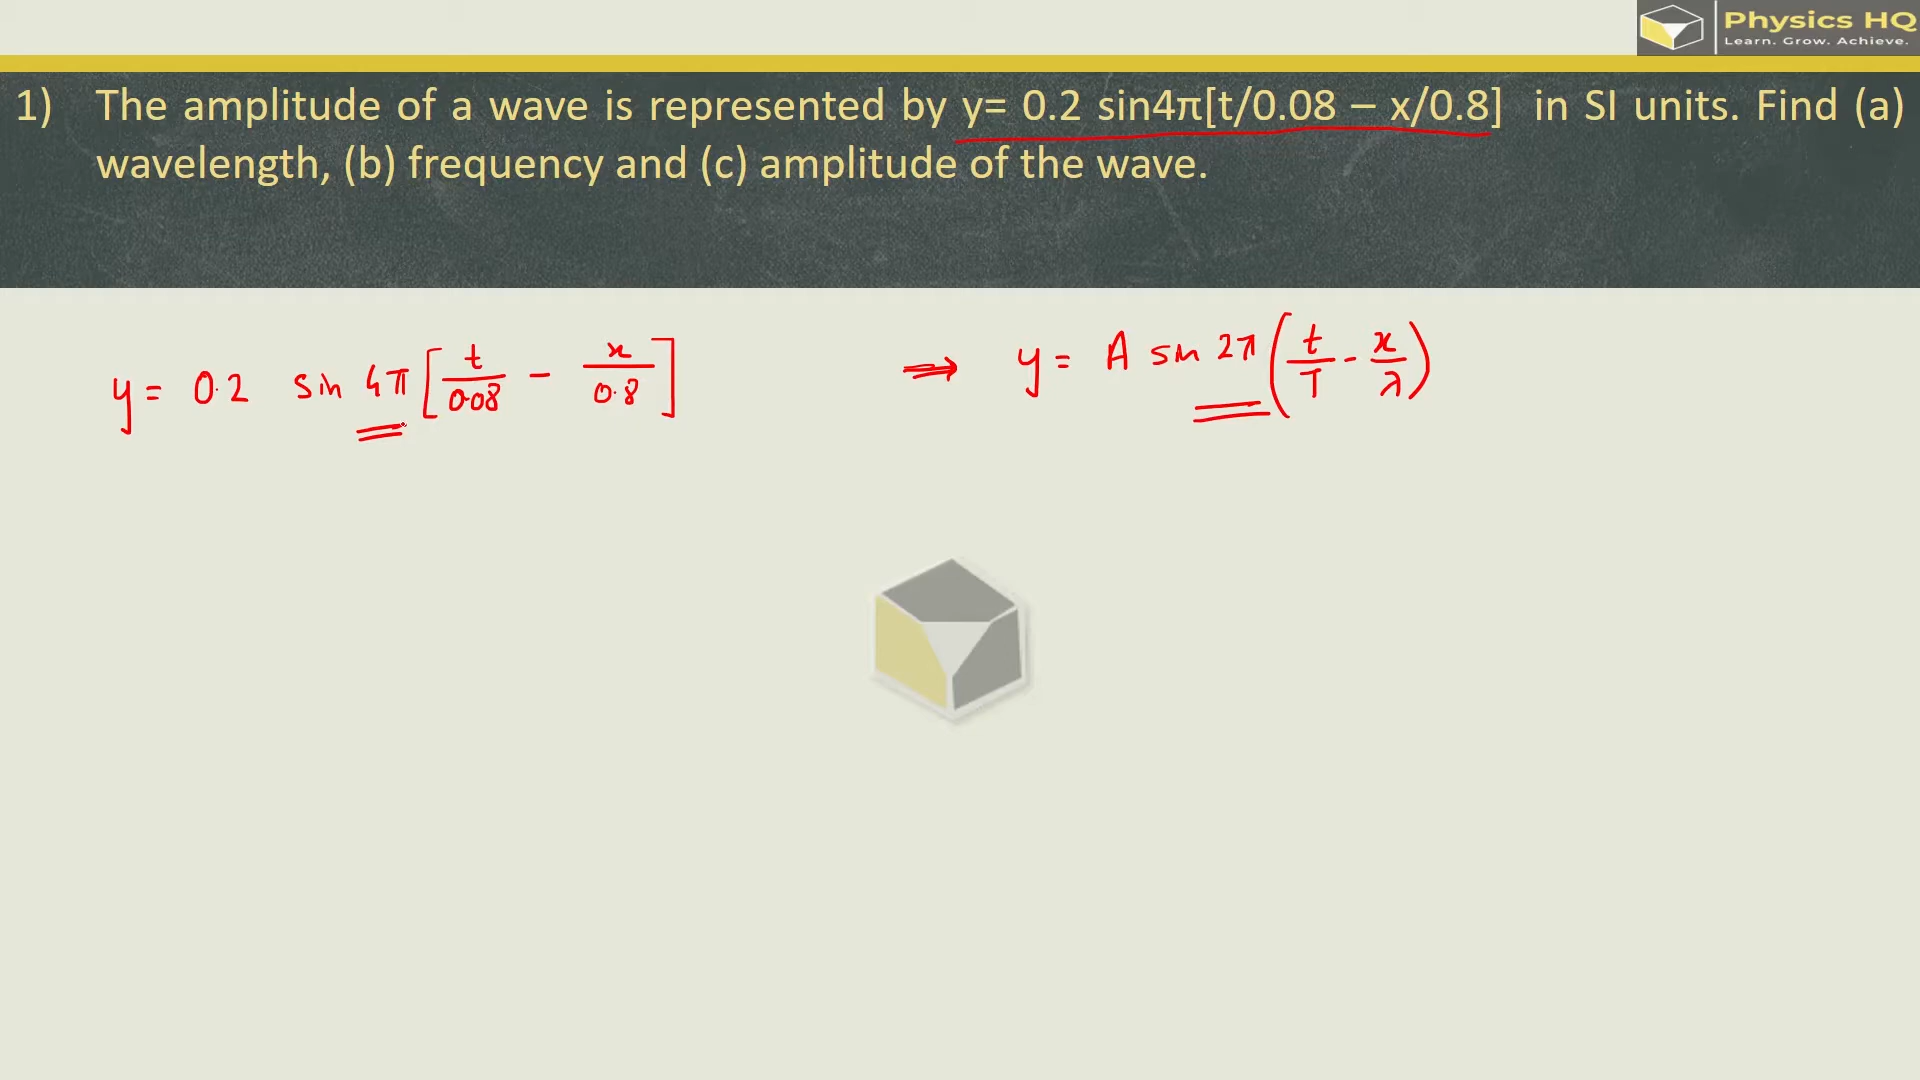 Physics HQ
Learn. Grow. Achieve.
1) The amplitude of a wave is represented by y= 0.2 sin4π[t/0.08 – x/0.8] in SI units. Find (a)
wavelength, (b) frequency and (c) amplitude of the wave.
y = 0.2 sin 4π [t/0.08 - x/0.8] ⇒ y = A sin 2π (t/T - x/λ)